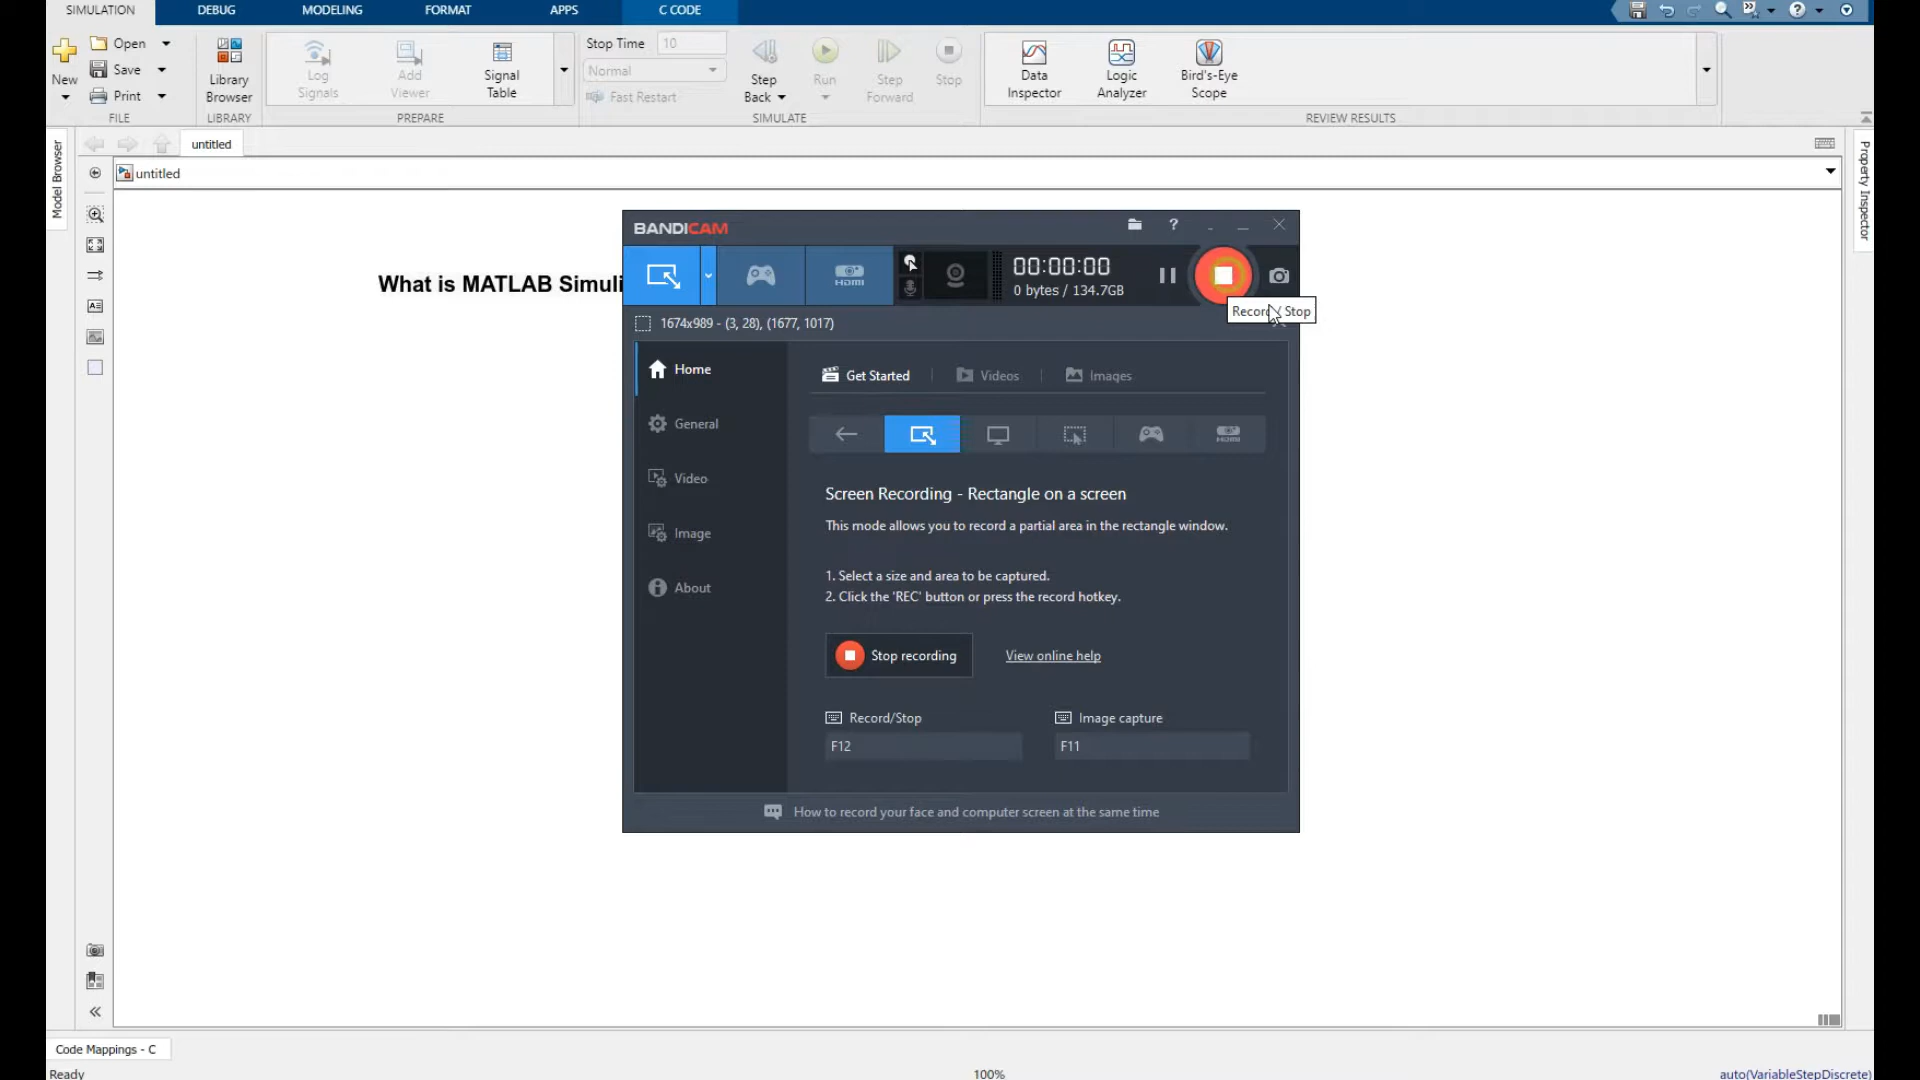 SIMULATION DEBUG MODELING FORMAT APPS C CODE
New
Open
Save
Print
FILE
Library Browser
LIBRARY
Log Signals
Add Viewer
Signal Table
PREPARE
Stop Time 10
Normal
Fast Restart
Step Back
Run
Step Forward
Stop
SIMULATE
Data Inspector
Logic Analyzer
Bird's-Eye Scope
REVIEW RESULTS
Model Browser
untitled
untitled
Property Inspector
What is MATLAB Simuli
BANDICAM
?
HDMI
00:00:00
0 bytes / 134.7GB
Record / Stop
1674x989 - (3, 28), (1677, 1017)
Home
General
Video
Image
About
Get Started Videos Images
Screen Recording - Rectangle on a screen
This mode allows you to record a partial area in the rectangle window.
1. Select a size and area to be captured.
2. Click the 'REC' button or press the record hotkey.
Stop recording View online help
Record/Stop Image capture
F12 F11
How to record your face and computer screen at the same time
Code Mappings - C
Ready 100% auto(VariableStepDiscrete)